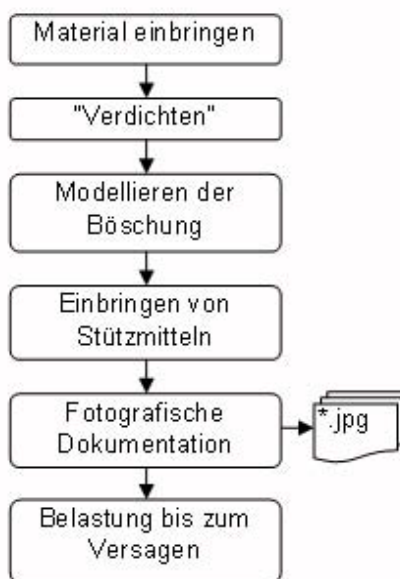 Material einbringen
"Verdichten"
Modellieren der
Böschung
Einbringen von
Stützmitteln
Fotografische
Dokumentation
*.jpg
Belastung bis zum
Versagen